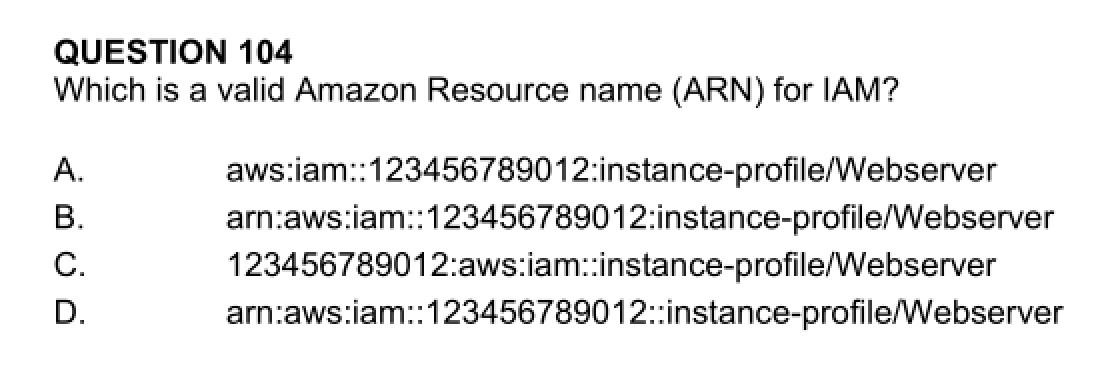 QUESTION 104
Which is a valid Amazon Resource name (ARN) for IAM?
A. aws:iam::123456789012:instance-profile/Webserver
B. arn:aws:iam::123456789012:instance-profile/Webserver
C. 123456789012:aws:iam::instance-profile/Webserver
D. arn:aws:iam::123456789012::instance-profile/Webserver